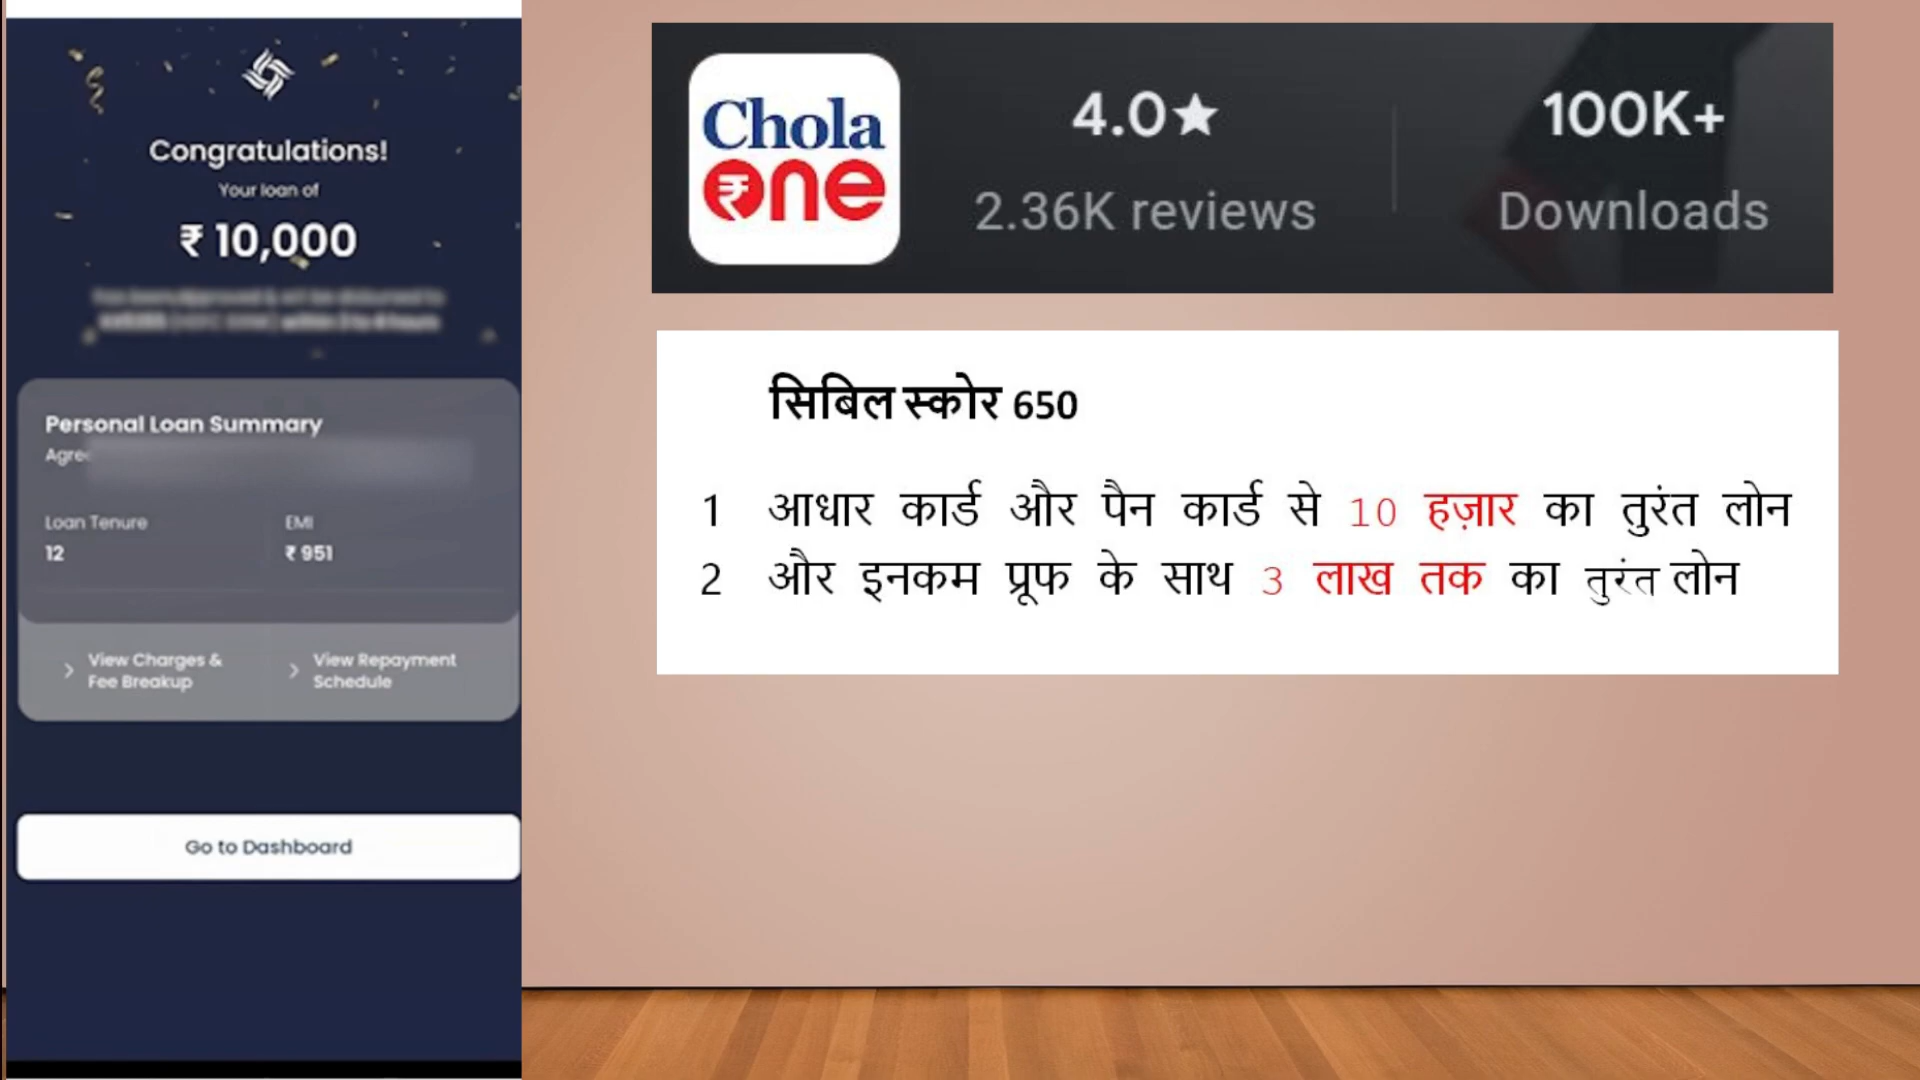 Congratulations!
Your loan of
₹ 10,000
Personal Loan Summary
Loan Tenure
12
EMI
₹ 951
View Charges &
Fee Breakup
View Repayment
Schedule
Go to Dashboard
Chola
one
4.0★
2.36K reviews
100K+
Downloads
सिबिल स्कोर 650
1 आधार कार्ड और पैन कार्ड से 10 हज़ार का तुरंत लोन
2 और इनकम प्रूफ के साथ 3 लाख तक का तुरंत लोन